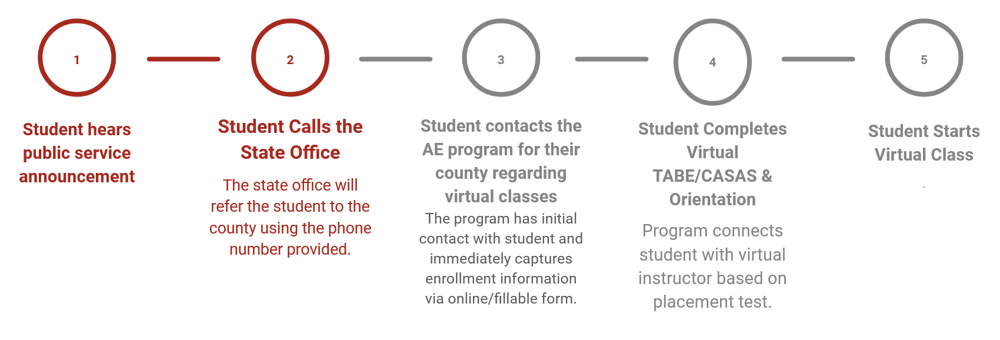 1
Student hears
public service
announcement
2
Student Calls the
State Office
The state office will
refer the student to the
county using the phone
number provided.
3
Student contacts the
AE program for their
county regarding
virtual classes
The program has initial
contact with student and
immediately captures
enrollment information
via online/fillable form.
4
Student Completes
Virtual
TABE/CASAS &
Orientation
Program connects
student with virtual
instructor based on
placement test.
5
Student Starts
Virtual Class
.